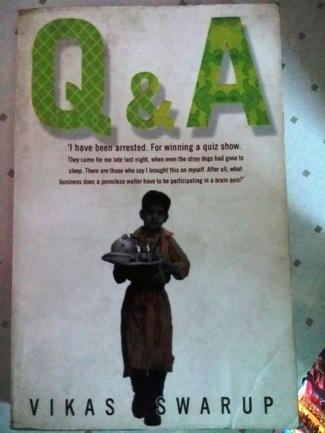 Q & A
'I have been arrested. For winning a quiz show.
They came for me late last night, when even the stray dogs had gone to
sleep. There are those who say I brought this on myself. After all, what
business does a penniless waiter have to be participating in a brain quiz?'
VIKAS SWARUP